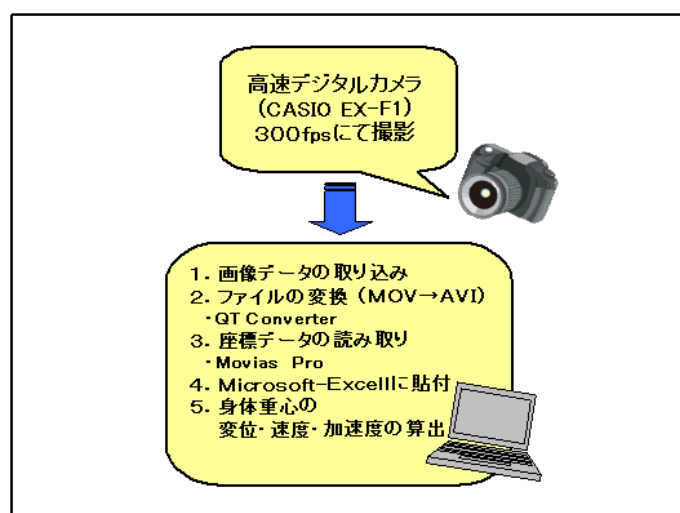 高速デジタルカメラ
(CASIO EX-F1)
300fpsにて撮影
1. 画像データの取り込み
2. ファイルの変換(MOV→AVI)
・QT Converter
3. 座標データの読み取り
・Movias Pro
4. Microsoft-Excellに貼付
5. 身体重心の
変位・速度・加速度の算出